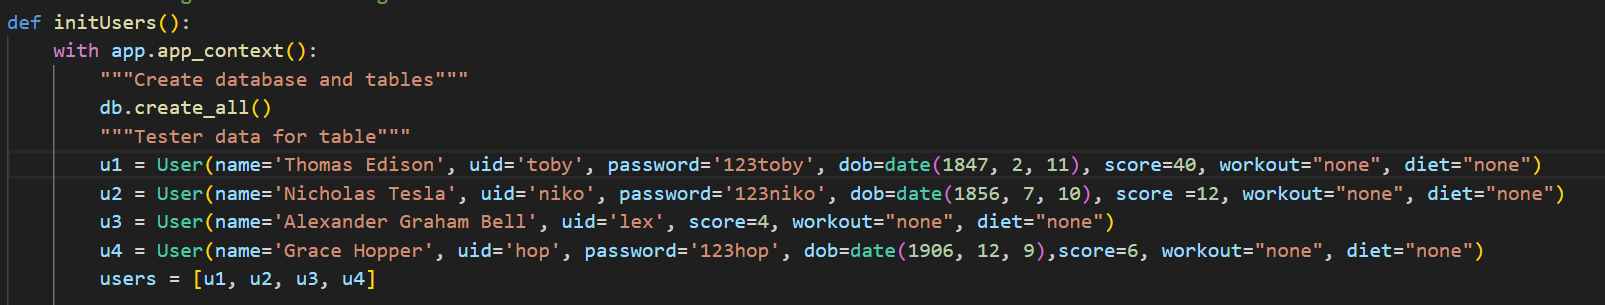 def initUsers():
with app.app_context():
"""Create database and tables"""
db.create_all()
"""Tester data for table"""
u1 = User(name='Thomas Edison', uid='toby', password='123toby', dob=date(1847, 2, 11), score=40, workout="none", diet="none")
u2 = User(name='Nicholas Tesla', uid='niko', password='123niko', dob=date(1856, 7, 10), score =12, workout="none", diet="none")
u3 = User(name='Alexander Graham Bell', uid='lex', score=4, workout="none", diet="none")
u4 = User(name='Grace Hopper', uid='hop', password='123hop', dob=date(1906, 12, 9),score=6, workout="none", diet="none")
users = [u1, u2, u3, u4]